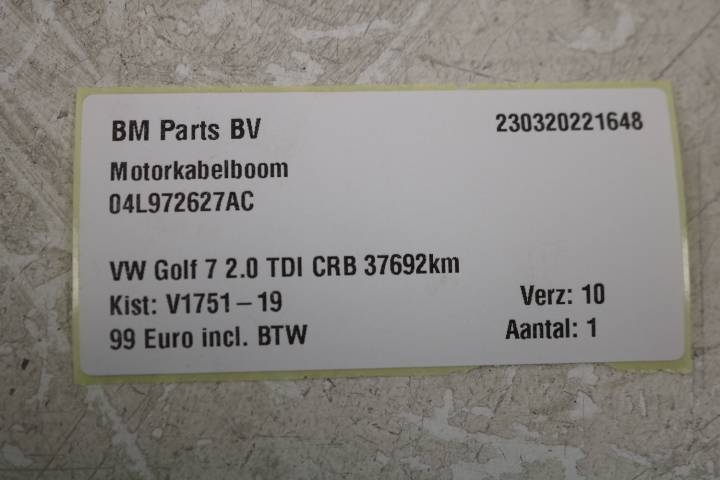 BM Parts BV 230320221648
Motorkabelboom
04L972627AC
VW Golf 7 2.0 TDI CRB 37692km
Kist: V1751-19 Verz: 10
99 Euro incl. BTW Aantal: 1